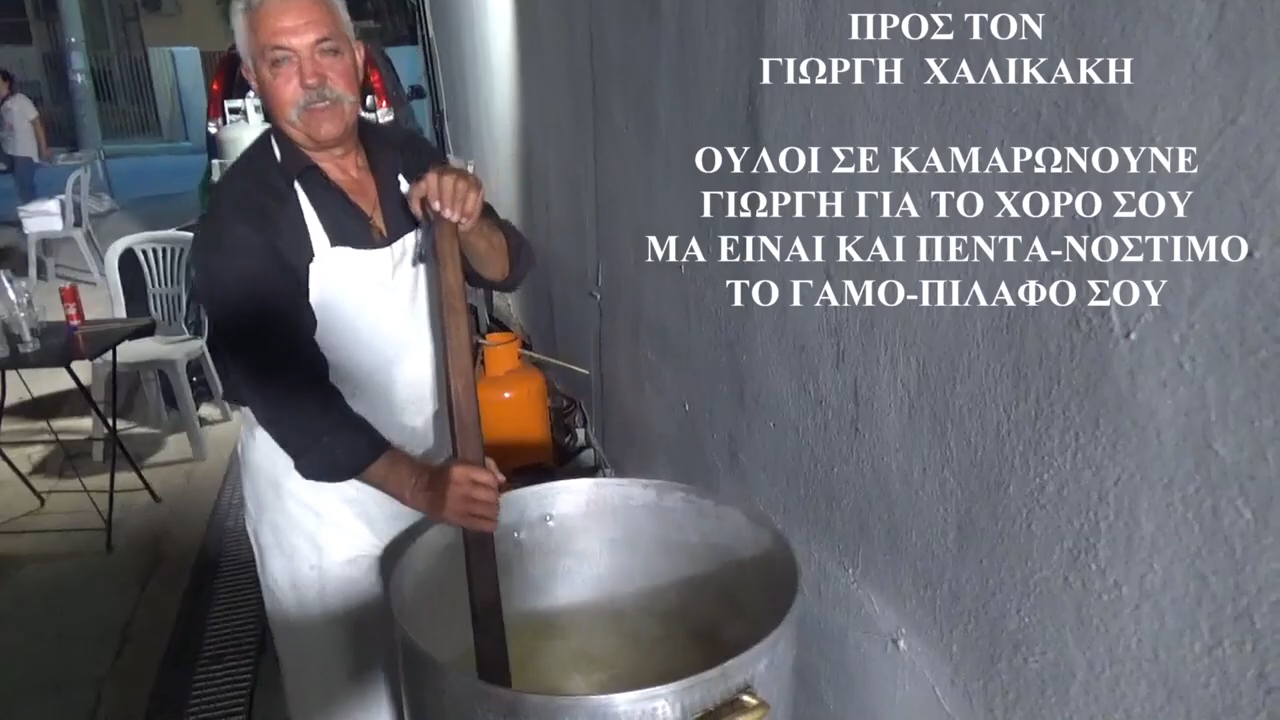 ΠΡΟΣ ΤΟΝ
ΓΙΩΡΓΗ ΧΑΛΙΚΑΚΗ
ΟΥΛΟΙ ΣΕ ΚΑΜΑΡΩΝΟΥΝΕ
ΓΙΩΡΓΗ ΓΙΑ ΤΟ ΧΟΡΟ ΣΟΥ
ΜΑ ΕΙΝΑΙ ΚΑΙ ΠΕΝΤΑ-ΝΟΣΤΙΜΟ
ΤΟ ΓΑΜΟ-ΠΙΛΑΦΟ ΣΟΥ